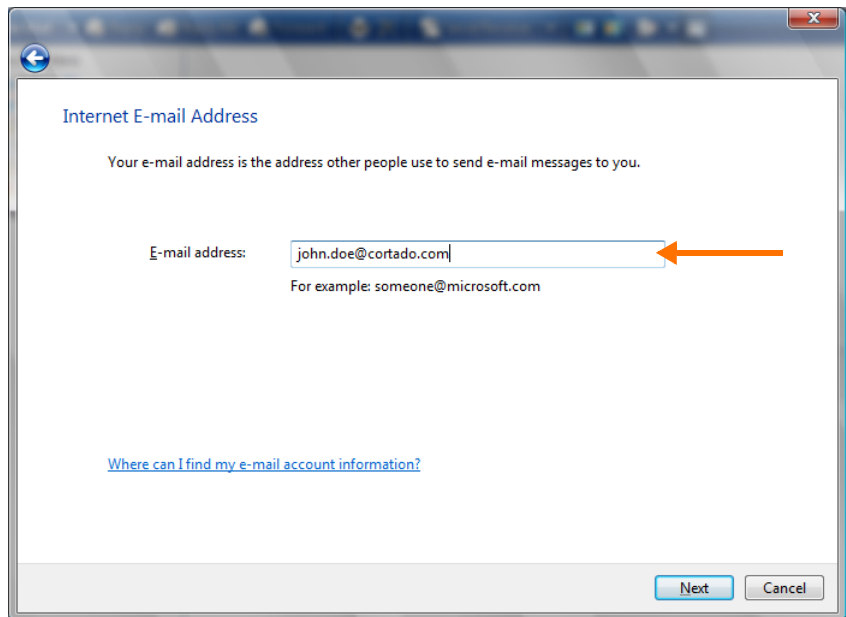 Internet E-mail Address
Your e-mail address is the address other people use to send e-mail messages to you.
E-mail address: john.doe@cortado.com
For example: someone@microsoft.com
Where can I find my e-mail account information?
Next Cancel